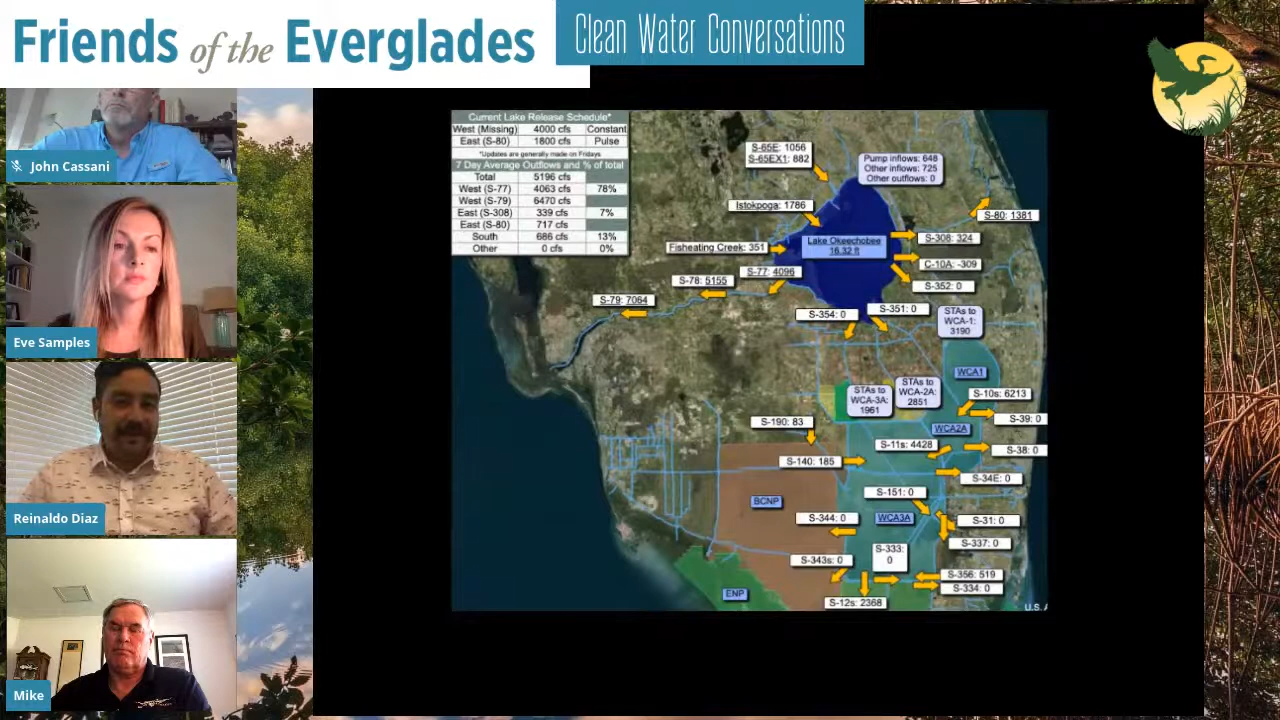 Friends of the Everglades
Clean Water Conversations
John Cassani
Eve Samples
Reinaldo Diaz
Mike
Current Lake Release Schedule*
West (Missing) 4000 cfs Constant
East (S-80) 1800 cfs Pulse
*Updates are generally made on Fridays
7 Day Average Outflows and % of total
Total 5196 cfs
West (S-77) 4063 cfs 78%
West (S-79) 6470 cfs
East (S-308) 339 cfs 7%
East (S-80) 717 cfs
South 686 cfs 13%
Other 0 cfs 0%
S-65E: 1056
S-65EX1: 882
Pump inflows: 648
Other inflows: 725
Other outflows: 0
Istokpoga: 1786
S-80: 1381
Lake Okeechobee
16.32 ft
S-308: 324
Fisheating Creek: 351
C-10A: -309
S-77: 4096
S-78: 5155
S-352: 0
S-79: 7064
S-354: 0
S-351: 0
STAs to
WCA-1:
3190
WCA1
STAs to
WCA-3A:
1961
STAs to
WCA-2A:
2851
S-10s: 6213
S-39: 0
S-190: 83
WCA2A
S-11s: 4428
S-38: 0
S-140: 185
S-34E: 0
S-151: 0
BCNP
S-344: 0
WCA3A
S-31: 0
S-337: 0
S-343s: 0
S-333:
0
S-356: 519
S-334: 0
ENP
S-12s: 2368
U.S. A